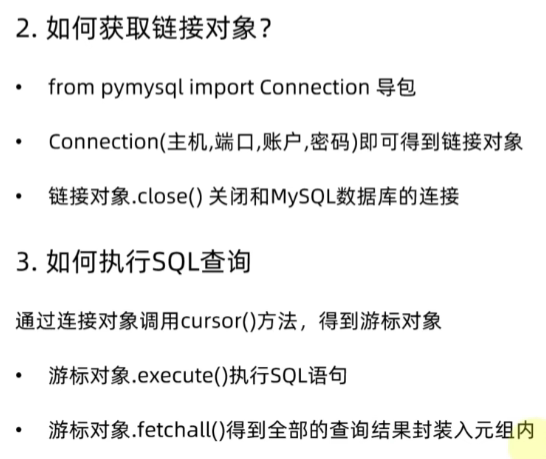 2. 如何获取链接对象？
• from pymysql import Connection 导包
• Connection(主机,端口,账户,密码)即可得到链接对象
• 链接对象.close() 关闭和MySQL数据库的连接
3. 如何执行SQL查询
通过连接对象调用cursor()方法，得到游标对象
• 游标对象.execute()执行SQL语句
• 游标对象.fetchall()得到全部的查询结果封装入元组内